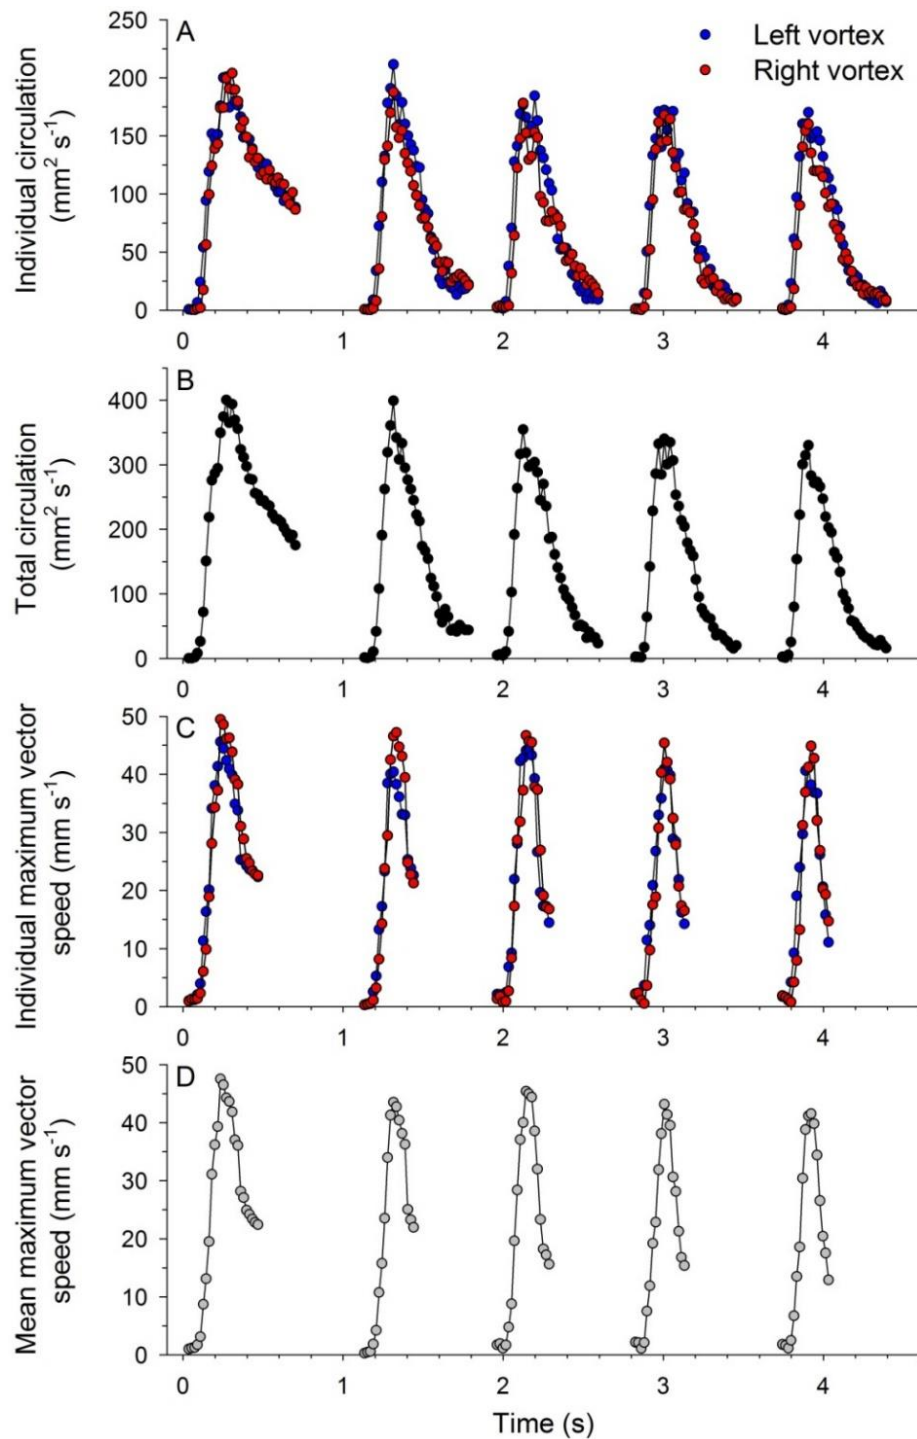 A
Left vortex
Right vortex
Individual circulation
(mm² s⁻¹)
250
200
150
100
50
0
0 1 2 3 4
B
Total circulation
(mm² s⁻¹)
400
300
200
100
0
0 1 2 3 4
C
Individual maximum vector
speed (mm s⁻¹)
50
40
30
20
10
0
0 1 2 3 4
D
Mean maximum vector
speed (mm s⁻¹)
50
40
30
20
10
0
0 1 2 3 4
Time (s)